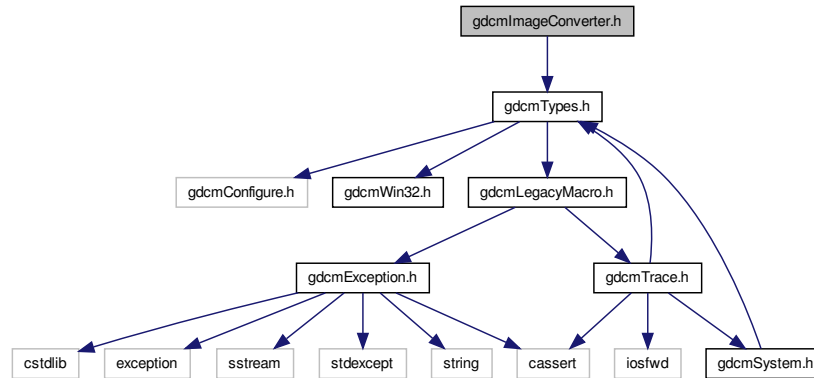 gdcmImageConverter.h
gdcmTypes.h
gdcmConfigure.h
gdcmWin32.h
gdcmLegacyMacro.h
gdcmException.h
gdcmTrace.h
cstdlib
exception
sstream
stdexcept
string
cassert
iosfwd
gdcmSystem.h